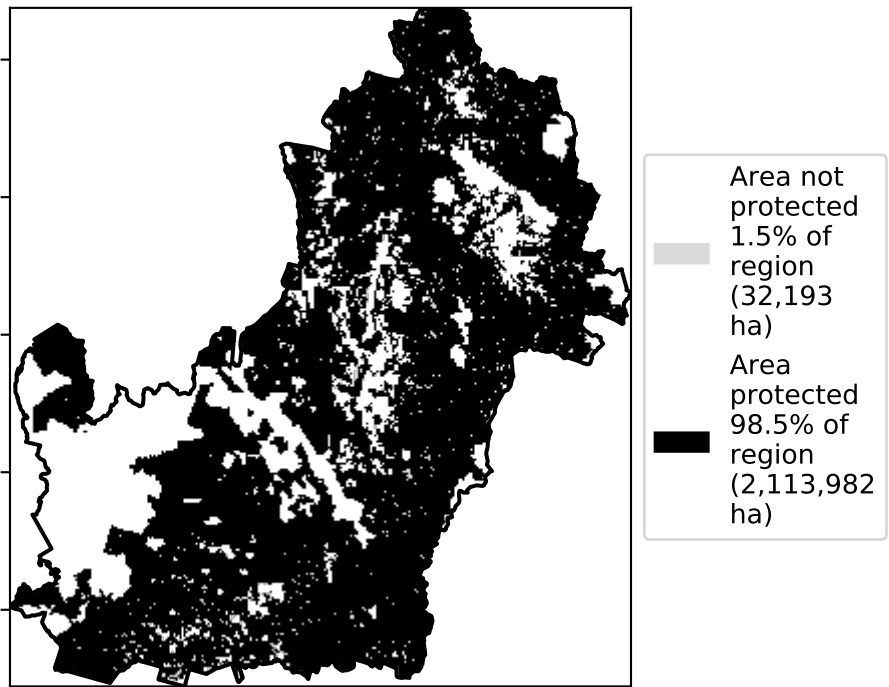 Area not
protected
1.5% of
region
(32,193
ha)
Area
protected
98.5% of
region
(2,113,982
ha)